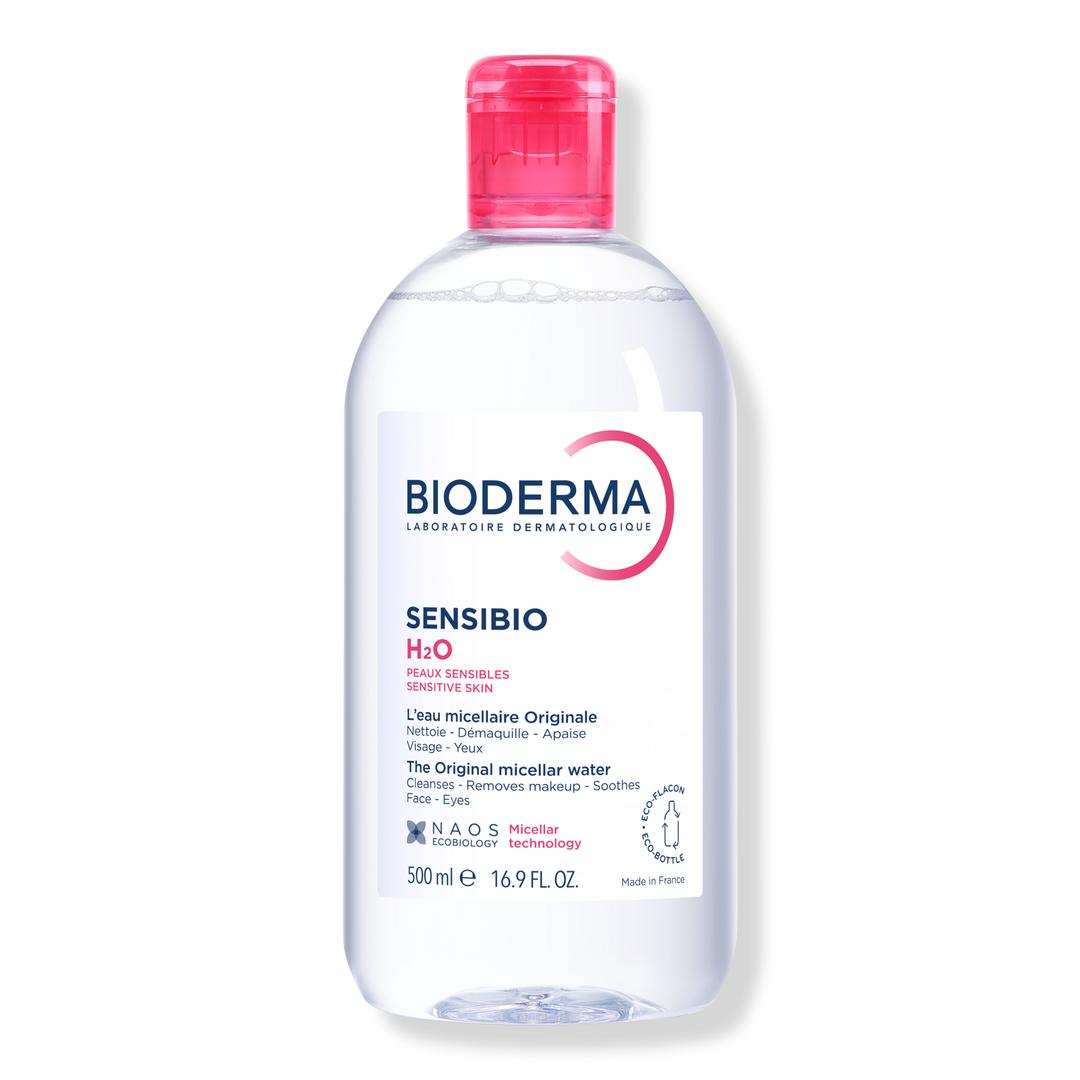 BIODERMA
LABORATOIRE DERMATOLOGIQUE
SENSIBIO
H₂O
PEAUX SENSIBLES
SENSITIVE SKIN
L'eau micellaire Originale
Nettoie - Démaquille - Apaise
Visage - Yeux
The Original micellar water
Cleanses - Removes makeup - Soothes
Face - Eyes
NAOS
ECOBIOLOGY
Micellar
technology
ECO-FLACON • ECO-BOTTLE
500 ml ℮ 16.9 FL. OZ.
Made in France